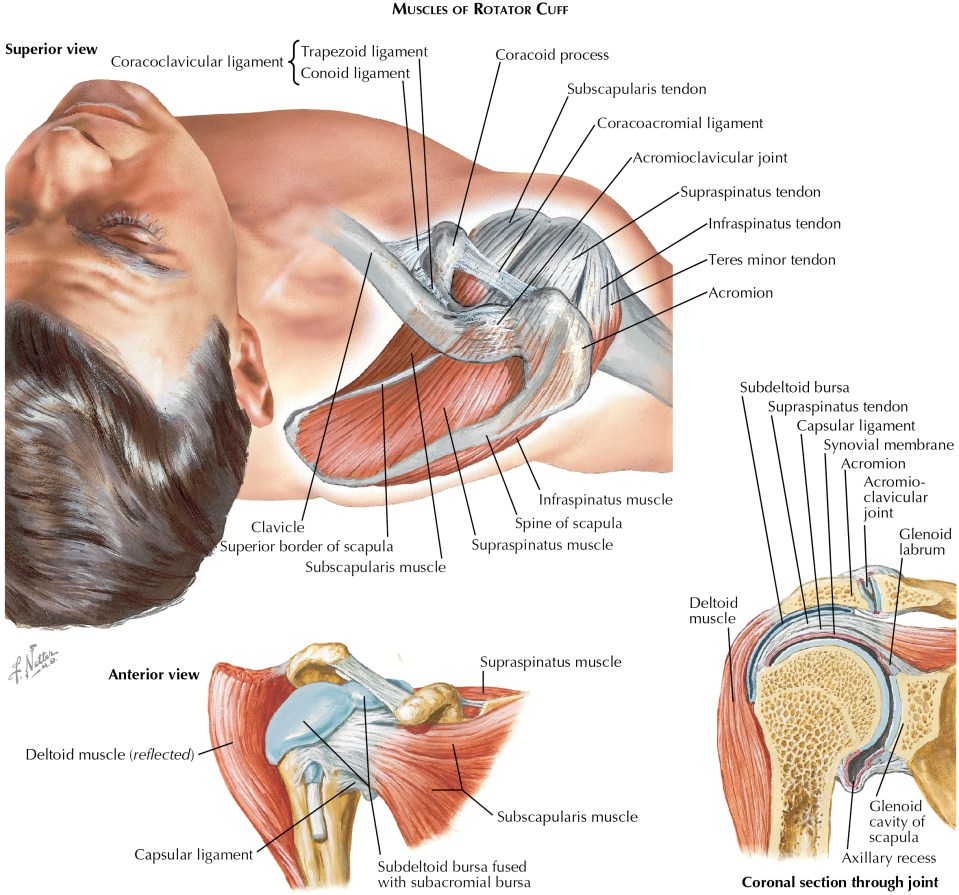 MUSCLES OF ROTATOR CUFF
Superior view
Coracoclavicular ligament
Trapezoid ligament
Conoid ligament
Coracoid process
Subscapularis tendon
Coracoacromial ligament
Acromioclavicular joint
Supraspinatus tendon
Infraspinatus tendon
Teres minor tendon
Acromion
Infraspinatus muscle
Spine of scapula
Supraspinatus muscle
Clavicle
Superior border of scapula
Subscapularis muscle
F. Netter
M.D.
Anterior view
Supraspinatus muscle
Deltoid muscle (reflected)
Subscapularis muscle
Capsular ligament
Subdeltoid bursa fused
with subacromial bursa
Subdeltoid bursa
Supraspinatus tendon
Capsular ligament
Synovial membrane
Acromion
Acromio-
clavicular
joint
Glenoid
labrum
Deltoid
muscle
Glenoid
cavity of
scapula
Axillary recess
Coronal section through joint